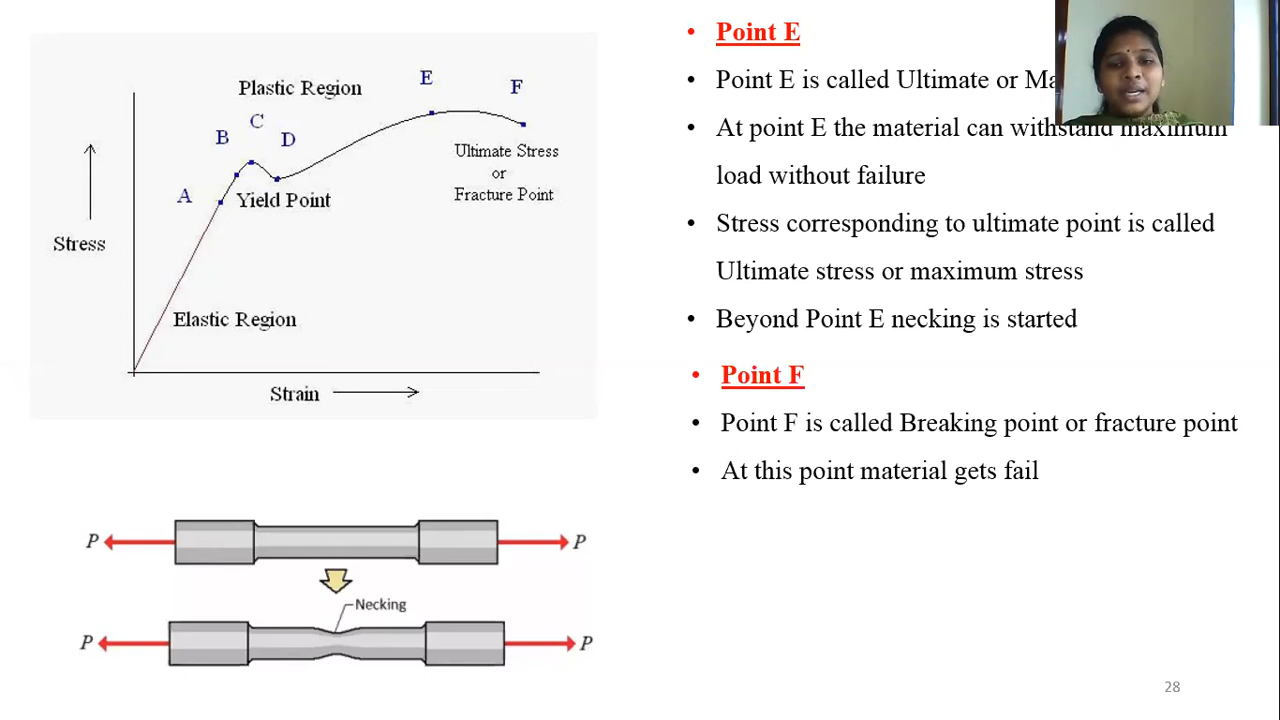 Plastic Region
E
F
C
B
D
Ultimate Stress
or
Fracture Point
A
Yield Point
Stress
Elastic Region
Strain
P
P
Necking
P
P
• Point E
• Point E is called Ultimate or
• At point E the material can withstand maximum
load without failure
• Stress corresponding to ultimate point is called
Ultimate stress or maximum stress
• Beyond Point E necking is started
• Point F
• Point F is called Breaking point or fracture point
• At this point material gets fail
28